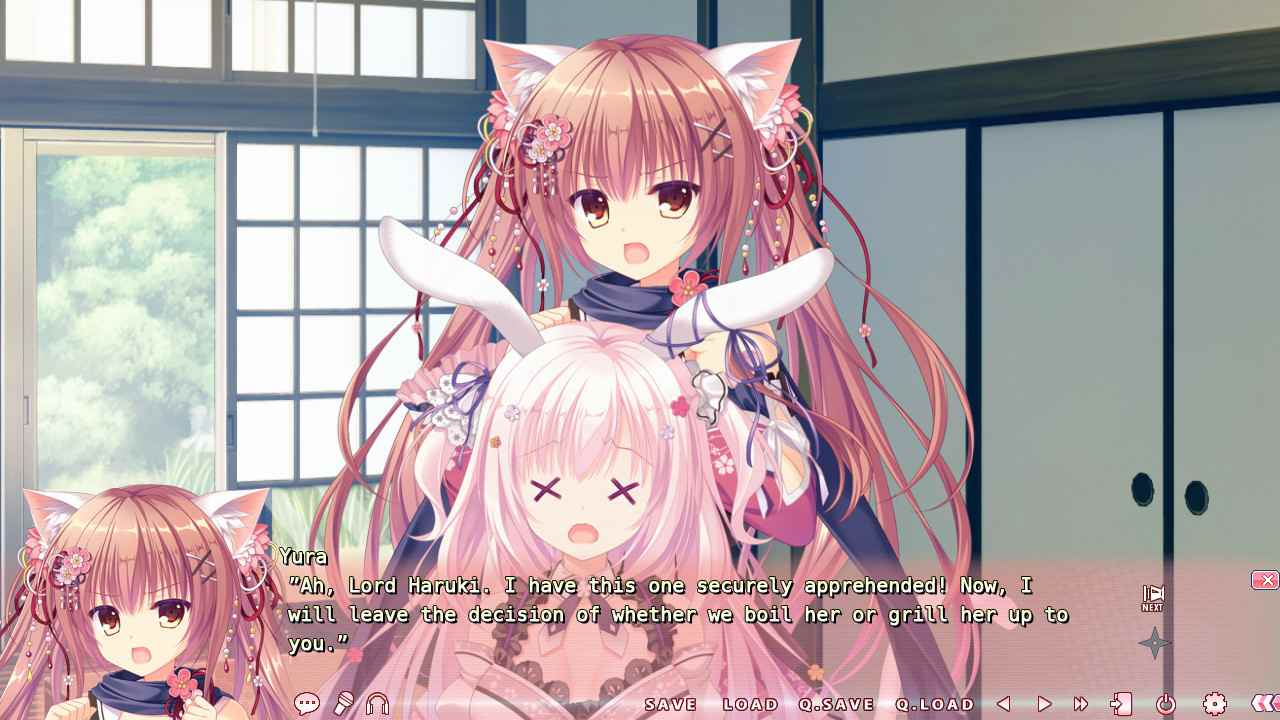 Yura
"Ah, Lord Haruki. I have this one securely apprehended! Now, I
will leave the decision of whether we boil her or grill her up to
you."
NEXT
SAVE LOAD Q.SAVE Q.LOAD